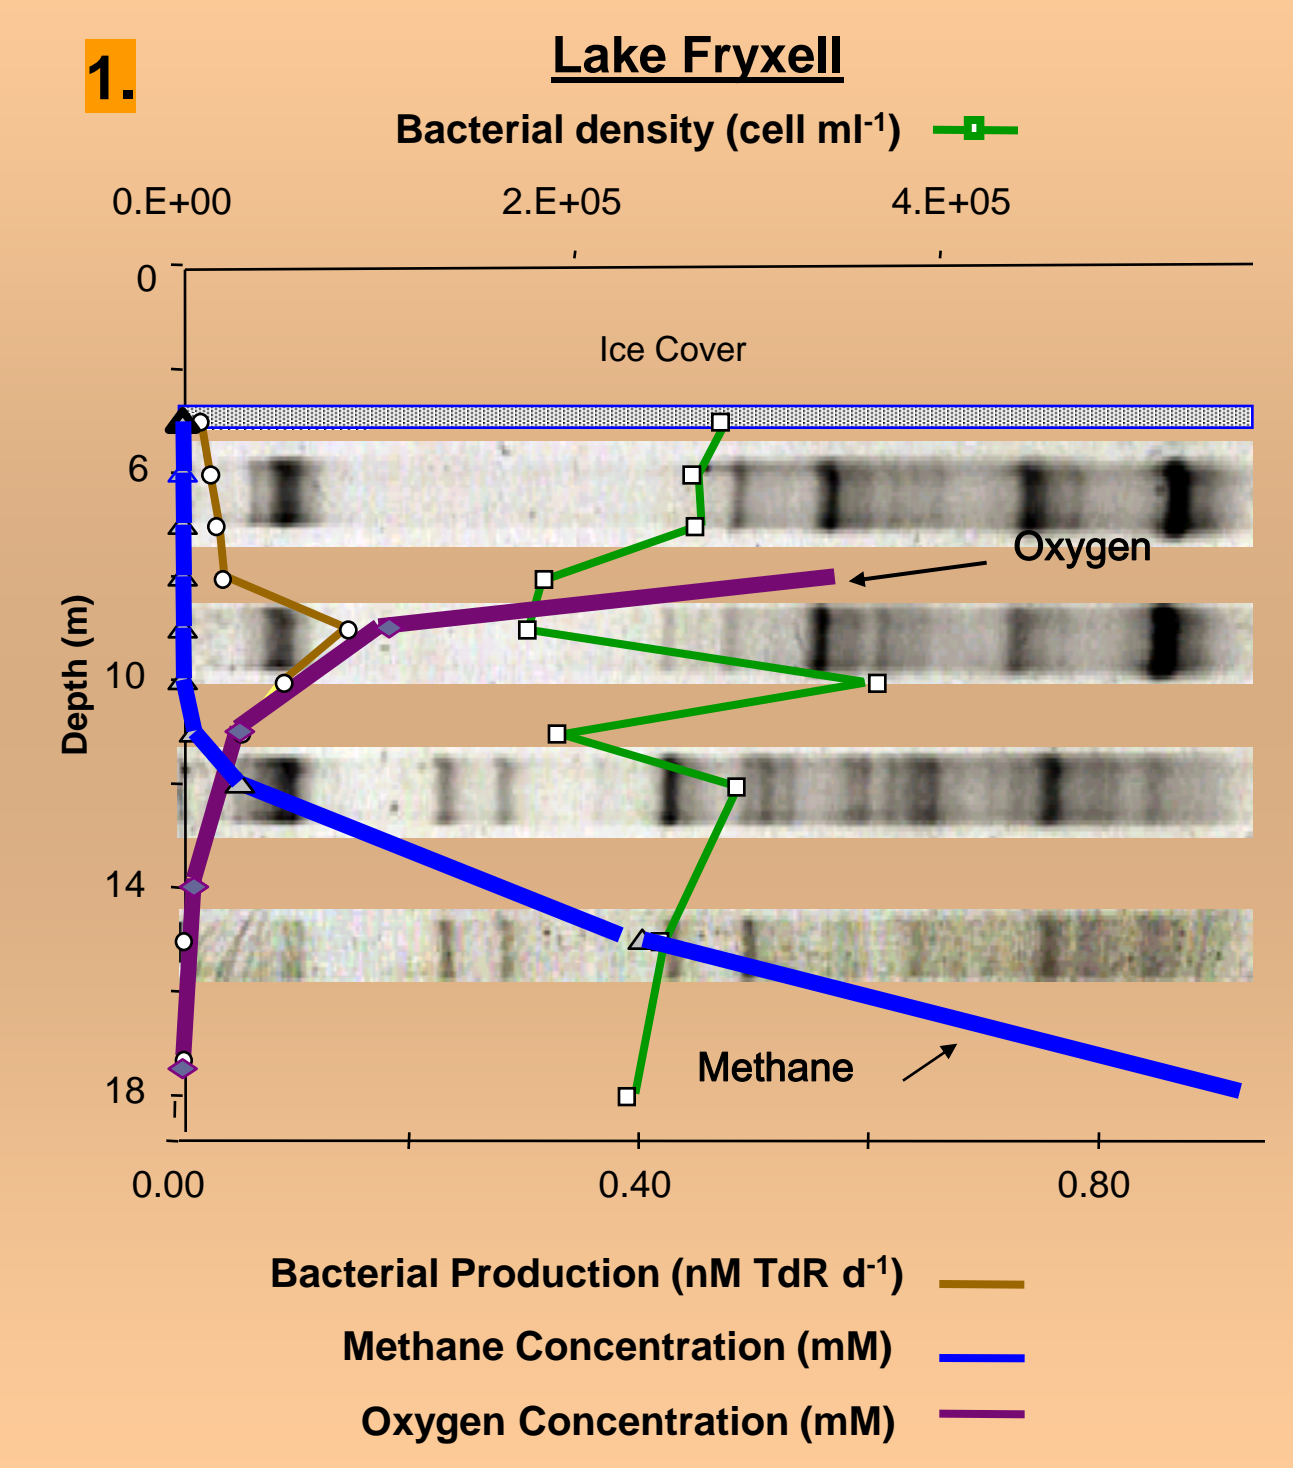 1.
Lake Fryxell
Bacterial density (cell ml-1)
0.E+00 2.E+05 4.E+05
0
Ice Cover
6
Oxygen
10
Depth (m)
14
Methane
18
0.00 0.40 0.80
Bacterial Production (nM TdR d-1)
Methane Concentration (mM)
Oxygen Concentration (mM)